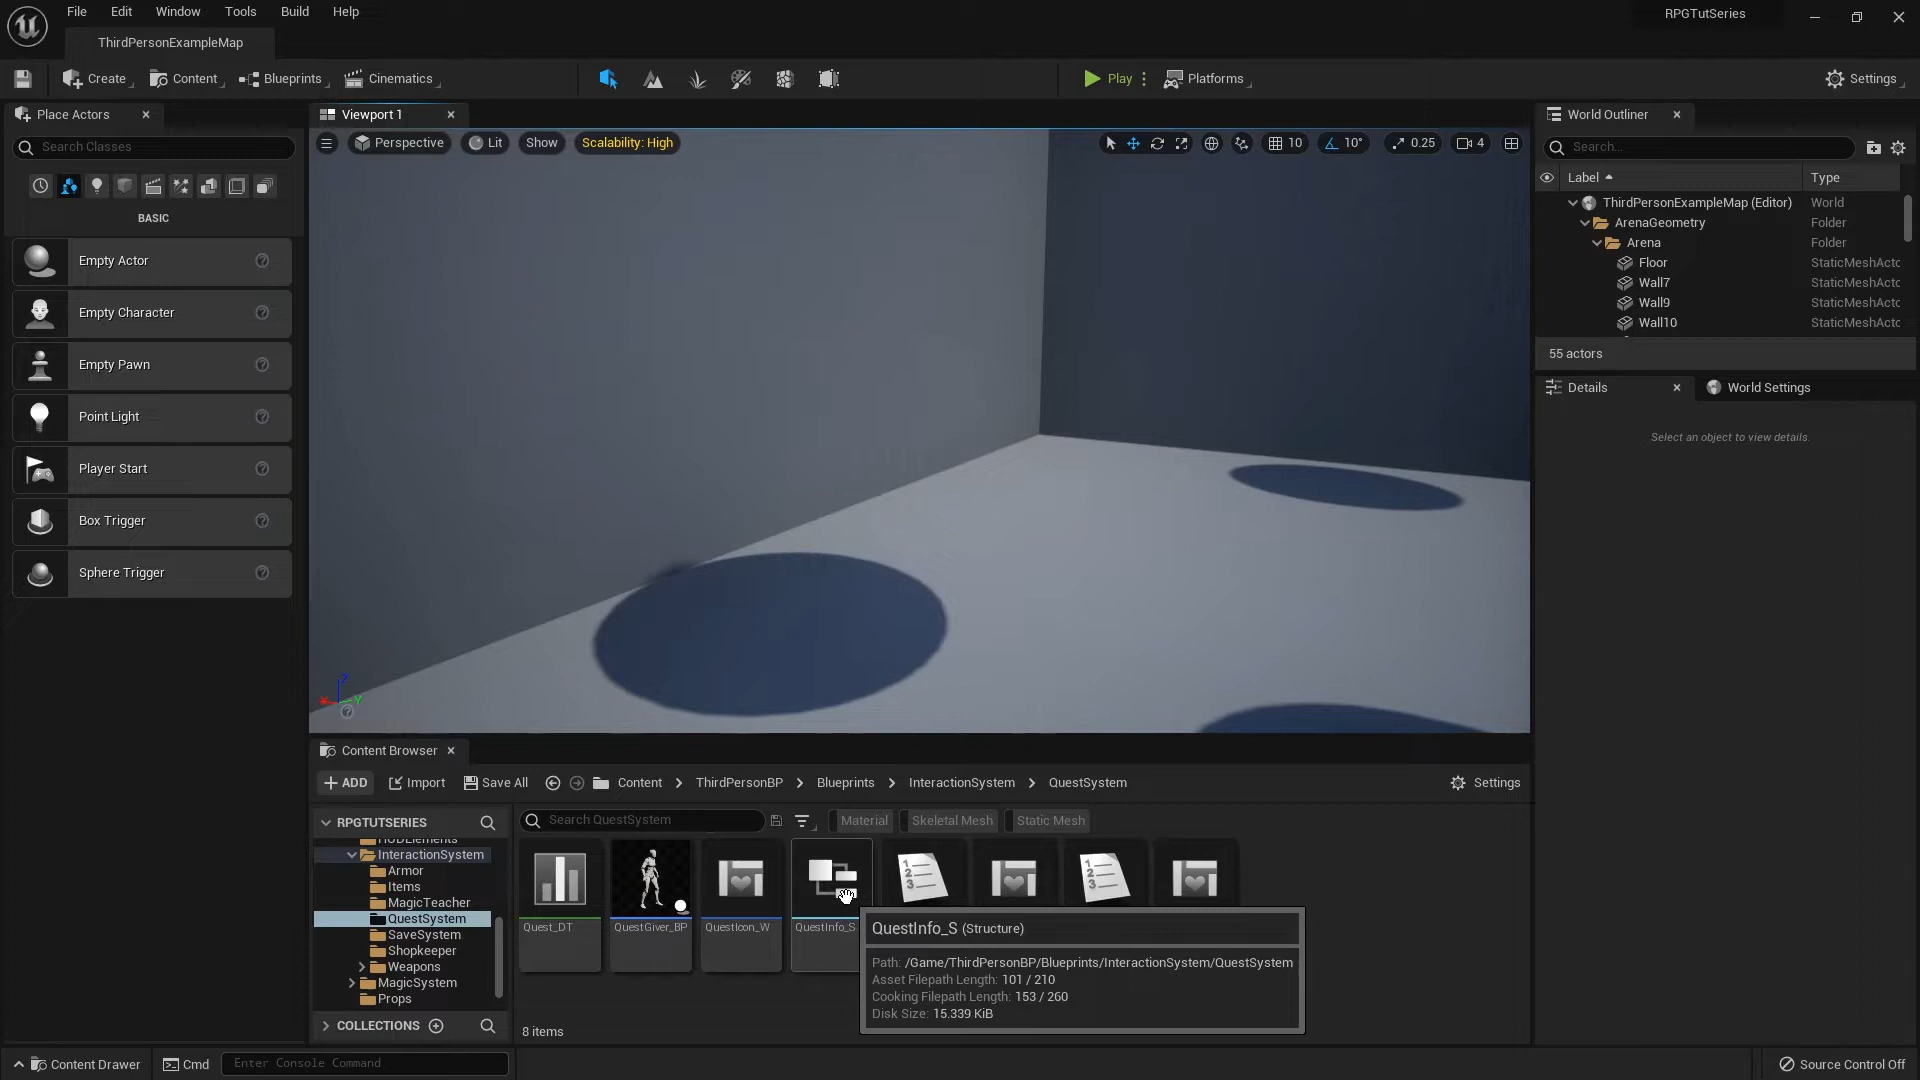 File Edit Window Tools Build Help
RPGTutSeries
ThirdPersonExampleMap
Create Content Blueprints Cinematics Play Platforms Settings
Place Actors
Search Classes
BASIC
Empty Actor
Empty Character
Empty Pawn
Point Light
Player Start
Box Trigger
Sphere Trigger
Viewport 1
Perspective Lit Show Scalability: High 10 10° 0.25 4
World Outliner
Search...
Label Type
ThirdPersonExampleMap (Editor) World
ArenaGeometry Folder
Arena Folder
Floor StaticMeshActc
Wall7 StaticMeshActc
Wall9 StaticMeshActc
Wall10 StaticMeshActc
55 actors
Details World Settings
Select an object to view details.
Content Browser
ADD Import Save All Content ThirdPersonBP Blueprints InteractionSystem QuestSystem Settings
RPGTUTSERIES
HUDElements
InteractionSystem
Armor
Items
MagicTeacher
QuestSystem
SaveSystem
Shopkeeper
Weapons
MagicSystem
Props
COLLECTIONS
Search QuestSystem Material Skeletal Mesh Static Mesh
Quest_DT QuestGiver_BP QuestIcon_W QuestInfo_S
QuestInfo_S (Structure)
Path: /Game/ThirdPersonBP/Blueprints/InteractionSystem/QuestSystem
Asset Filepath Length: 101 / 210
Cooking Filepath Length: 153 / 260
Disk Size: 15.339 KiB
8 items
Content Drawer Cmd Enter Console Command Source Control Off